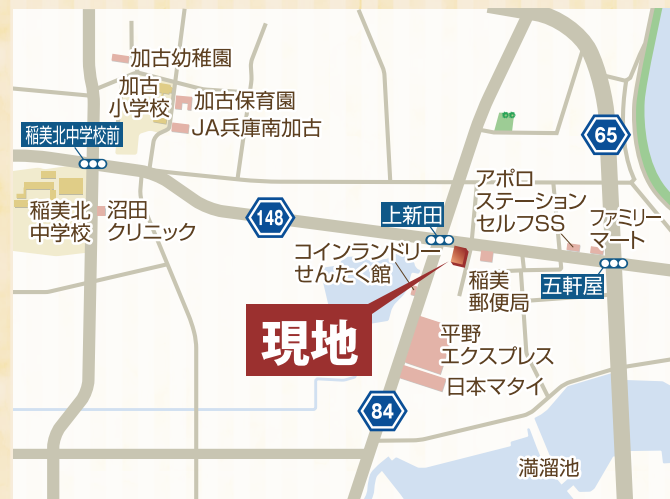 加古幼稚園
加古
小学校
加古保育園
JA兵庫南加古
稲美北中学校前
65
アポロ
ステーション
セルフSS
ファミリー
マート
稲美北
中学校
沼田
クリニック
148
上新田
コインランドリー
せんたく館
稲美
郵便局
五軒屋
現地
平野
エクスプレス
日本マタイ
84
満溜池